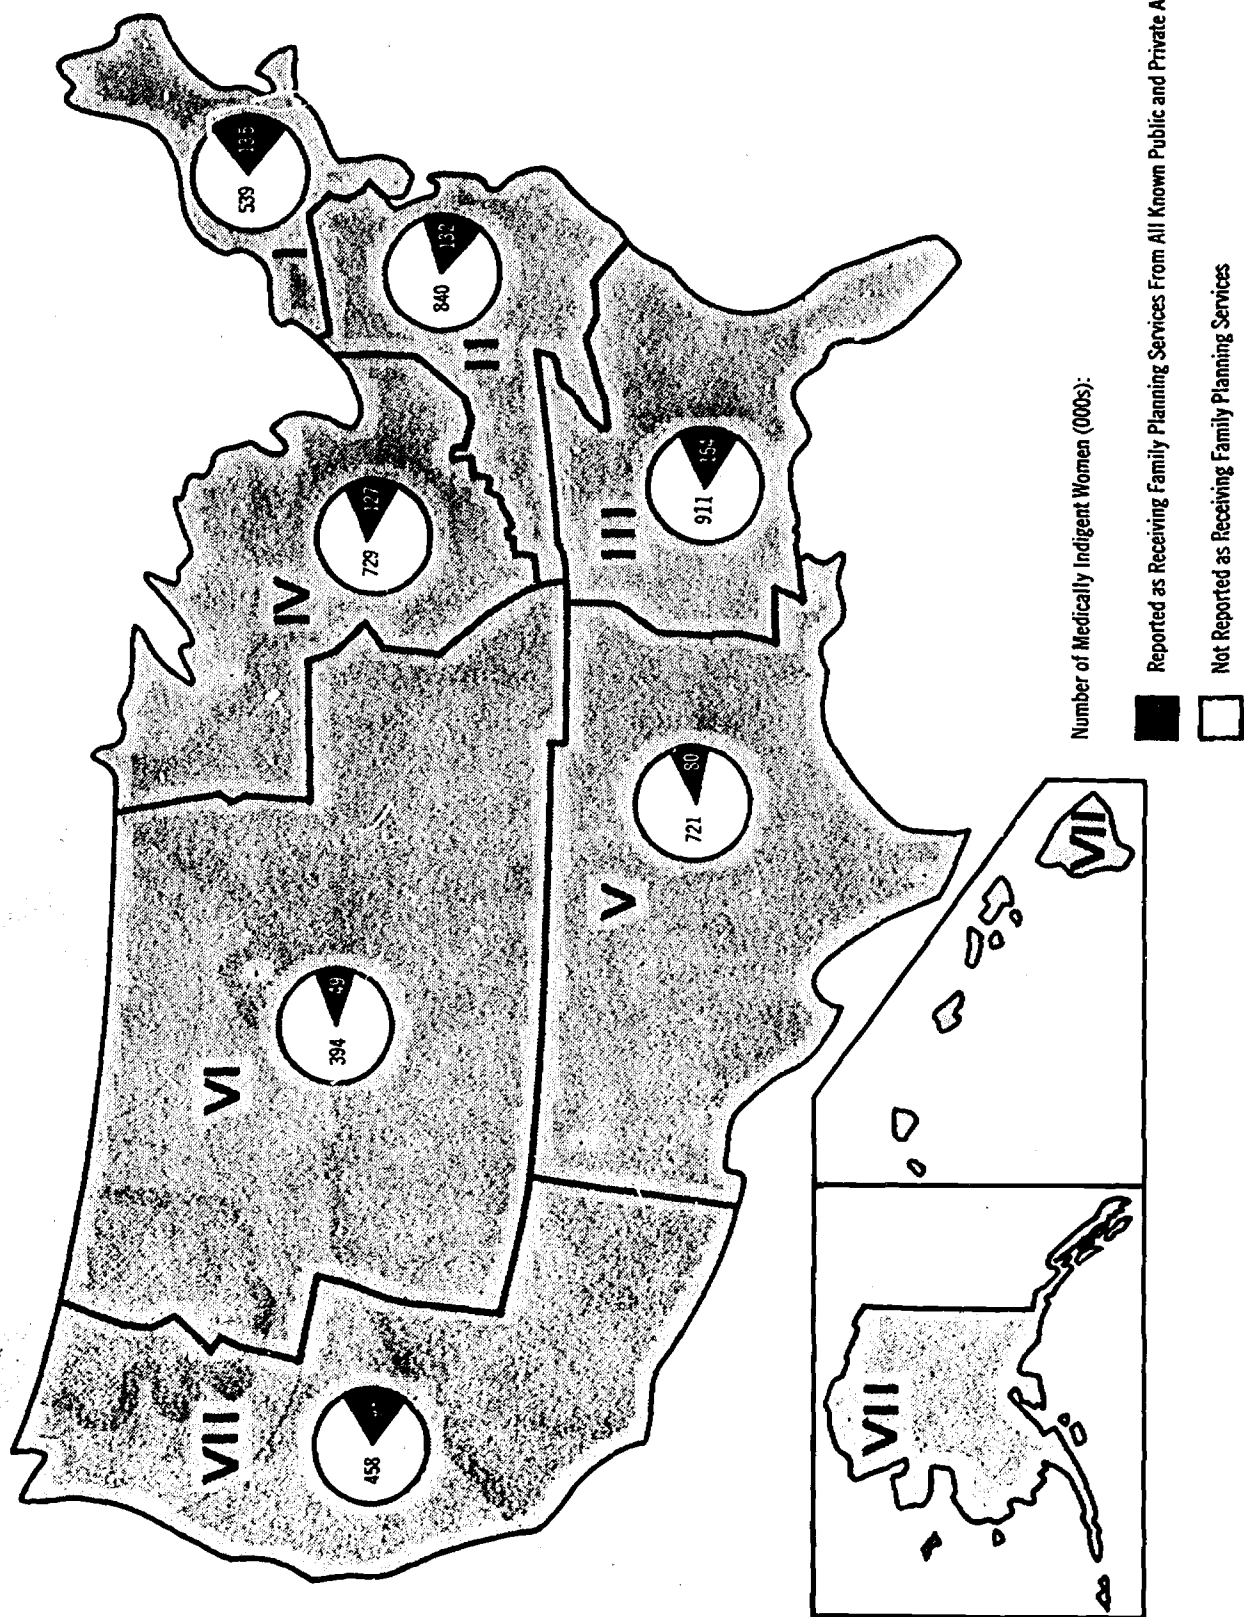 I
539
135
II
840
132
III
911
154
IV
729
127
V
721
80
VI
394
49
VII
458
VII
VII
Number of Medically Indigent Women (000s):
Reported as Receiving Family Planning Services From All Known Public and Private A
Not Reported as Receiving Family Planning Services